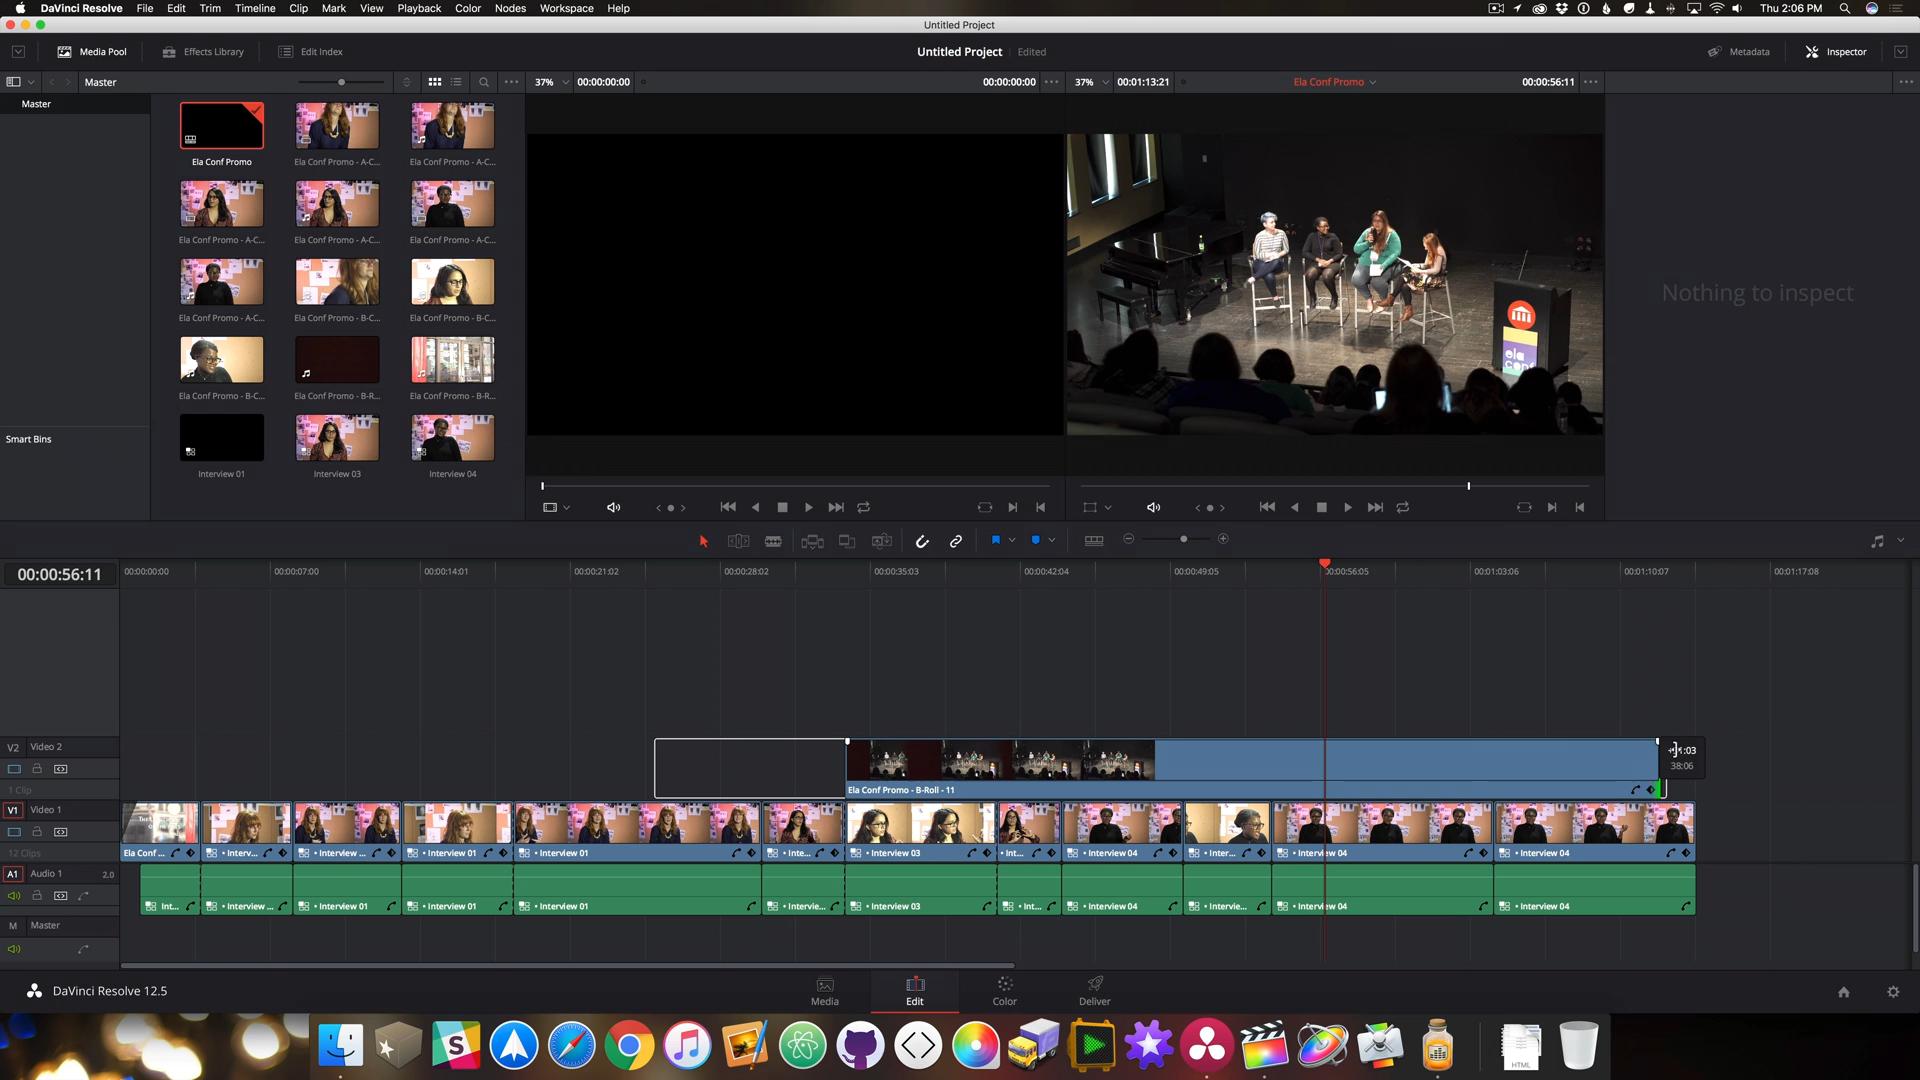 DaVinci Resolve File Edit Trim Timeline Clip Mark View Playback Color Nodes Workspace Help Thu 2:06 PM
Untitled Project
Media Pool Effects Library Edit Index Untitled Project Edited Metadata Inspector
Master 37% 00:00:00:00 00:00:00:00 37% 00:01:13:21 Ela Conf Promo 00:00:56:11
Master
Ela Conf Promo Ela Conf Promo - A-C... Ela Conf Promo - A-C...
Ela Conf Promo - A-C... Ela Conf Promo - A-C... Ela Conf Promo - A-C...
Ela Conf Promo - A-C... Ela Conf Promo - B-C... Ela Conf Promo - B-C...
Ela Conf Promo - B-C... Ela Conf Promo - B-R... Ela Conf Promo - B-R...
Smart Bins
Interview 01 Interview 03 Interview 04
Nothing to inspect
ela
conf
00:00:56:11 00:00:00:00 00:00:07:00 00:00:14:01 00:00:21:02 00:00:28:02 00:00:35:03 00:00:42:04 00:00:49:05 00:00:56:05 00:01:03:06 00:01:10:07 00:01:17:08
V2 Video 2
:03
38:06
1 Clip
Ela Conf Promo - B-Roll - 11
V1 Video 1
12 Clips
Ela Conf ... • Interv... • Interview ... • Interview 01 • Interview 01 • Inte... • Interview 03 • Int... • Interview 04 • Inter... • Interview 04 • Interview 04
A1 Audio 1 2.0
• Int... • Interview ... • Interview 01 • Interview 01 • Interview 01 • Intervie... • Interview 03 • Int... • Interview 04 • Intervie... • Interview 04 • Interview 04
M Master
DaVinci Resolve 12.5 Media Edit Color Deliver
S
HTML